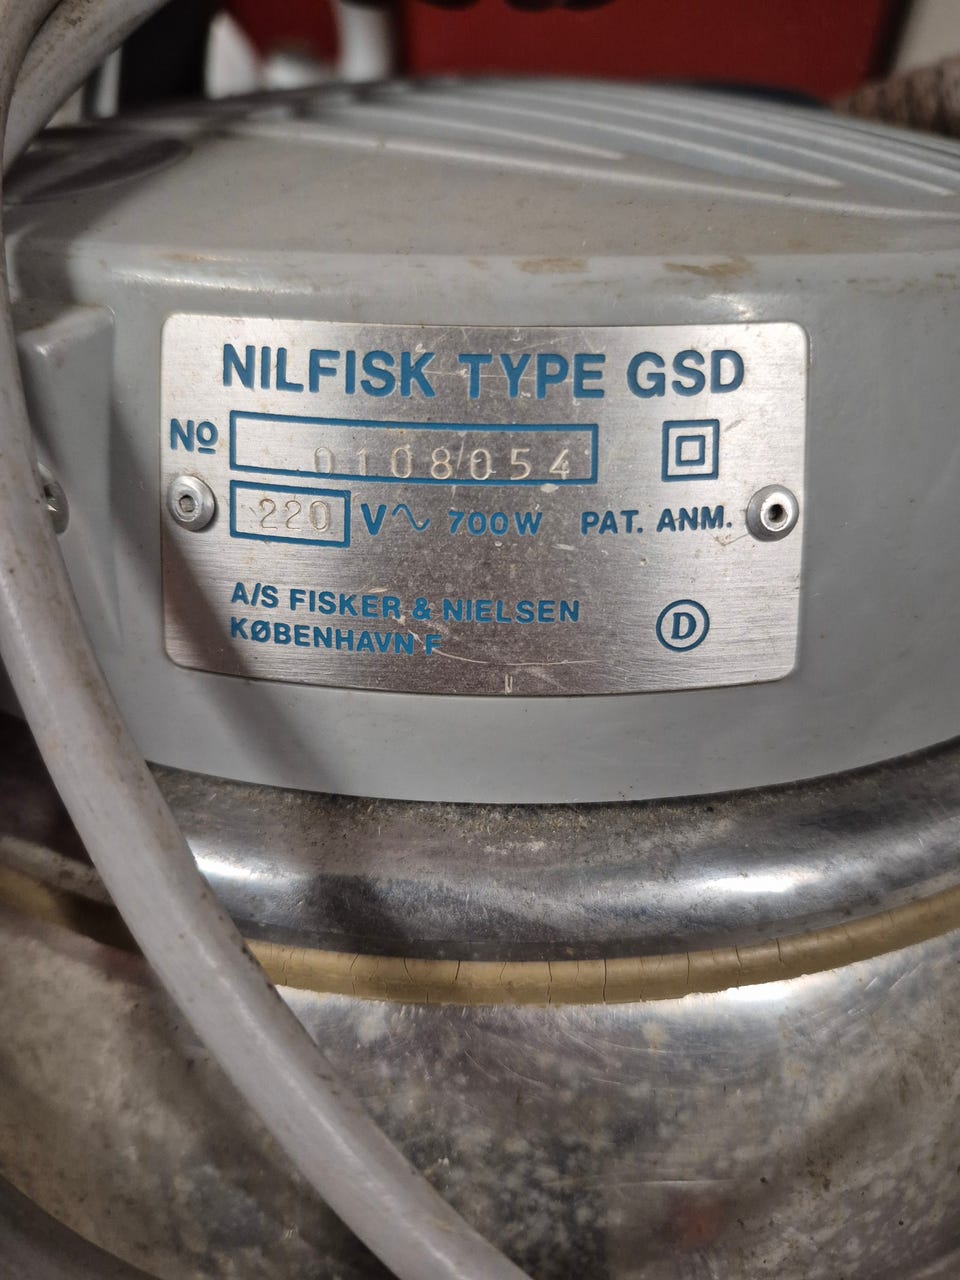 NILFISK TYPE GSD
Nº 0108054
220 V~ 700W PAT. ANM.
A/S FISKER & NIELSEN
KØBENHAVN F
D